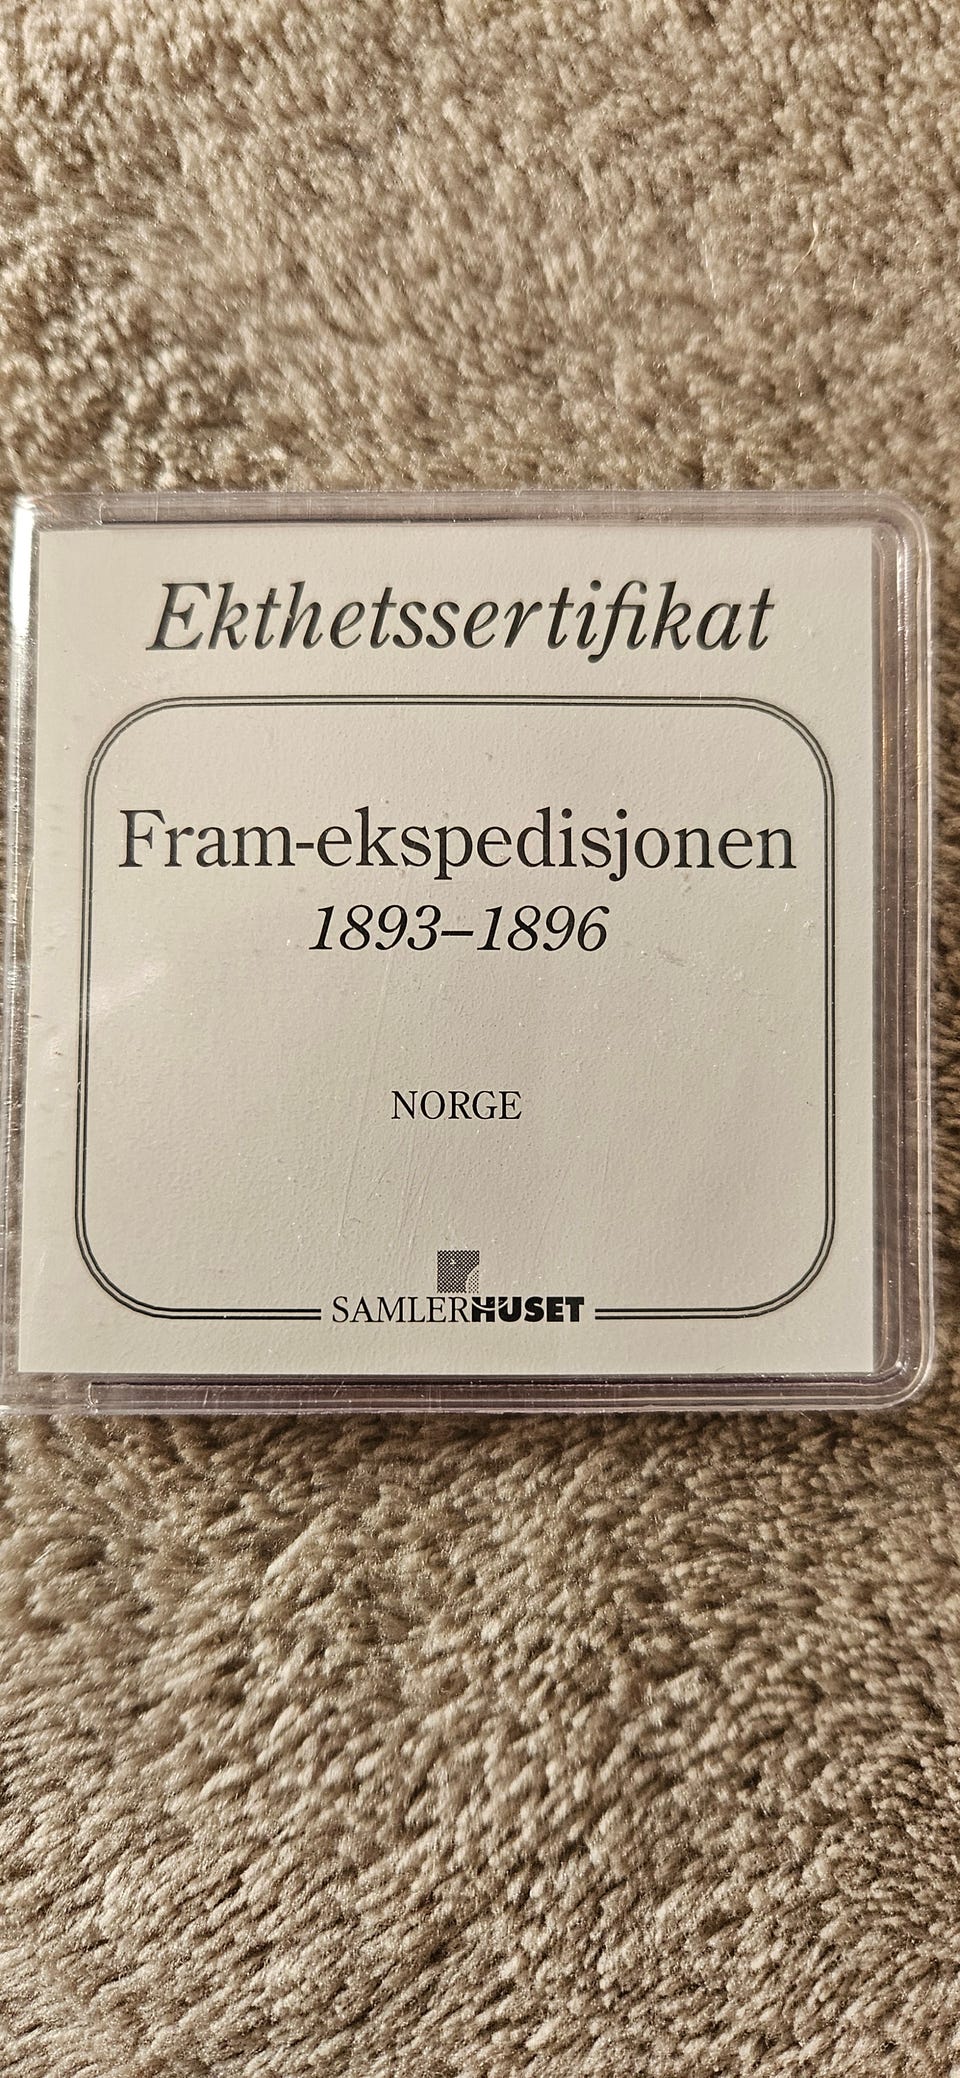 Ekthetssertifikat
Fram-ekspedisjonen
1893–1896
NORGE
SAMLERHUSET